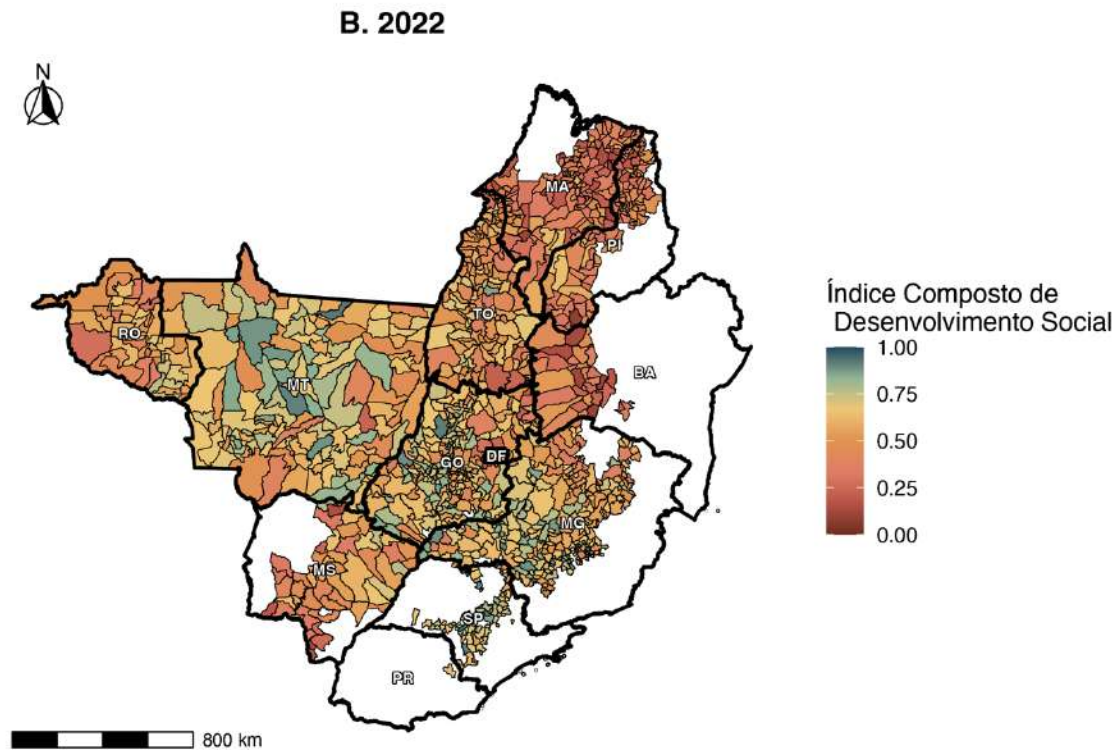 B. 2022
N
MA
PI
TO
RO
MT
BA
GO
DF
MG
MS
SP
PR
Índice Composto de
Desenvolvimento Social
1.00
0.75
0.50
0.25
0.00
800 km